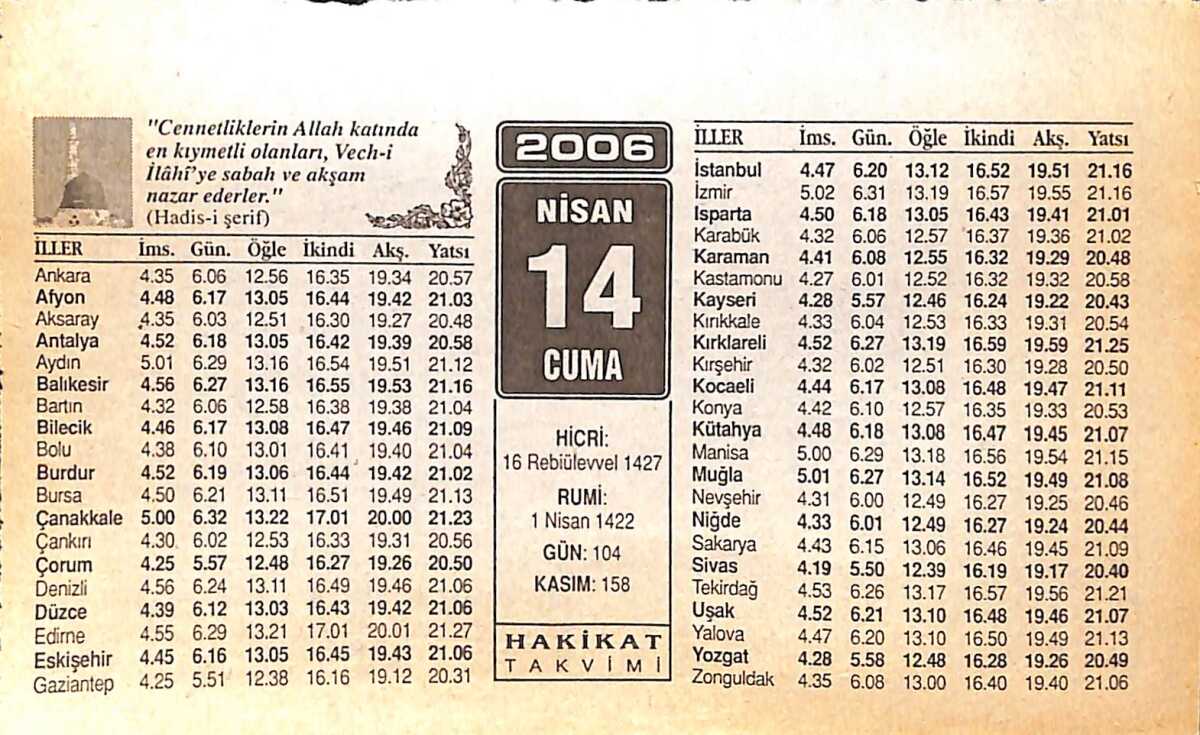 "Cennetliklerin Allah katında
en kıymetli olanları, Vech-i
İlâhî'ye sabah ve akşam
nazar ederler."
(Hadis-i şerif)
İLLER İms. Gün. Öğle İkindi Akş. Yatsı
Ankara 4.35 6.06 12.56 16.35 19.34 20.57
Afyon 4.48 6.17 13.05 16.44 19.42 21.03
Aksaray 4.35 6.03 12.51 16.30 19.27 20.48
Antalya 4.52 6.18 13.05 16.42 19.39 20.58
Aydın 5.01 6.29 13.16 16.54 19.51 21.12
Balıkesir 4.56 6.27 13.16 16.55 19.53 21.16
Bartın 4.32 6.06 12.58 16.38 19.38 21.04
Bilecik 4.46 6.17 13.08 16.47 19.46 21.09
Bolu 4.38 6.10 13.01 16.41 19.40 21.04
Burdur 4.52 6.19 13.06 16.44 19.42 21.02
Bursa 4.50 6.21 13.11 16.51 19.49 21.13
Çanakkale 5.00 6.32 13.22 17.01 20.00 21.23
Çankırı 4.30 6.02 12.53 16.33 19.31 20.56
Çorum 4.25 5.57 12.48 16.27 19.26 20.50
Denizli 4.56 6.24 13.11 16.49 19.46 21.06
Düzce 4.39 6.12 13.03 16.43 19.42 21.06
Edirne 4.55 6.29 13.21 17.01 20.01 21.27
Eskişehir 4.45 6.16 13.05 16.45 19.43 21.06
Gaziantep 4.25 5.51 12.38 16.16 19.12 20.31
2006
NİSAN
14
CUMA
HİCRİ:
16 Rebiülevvel 1427
RUMİ:
1 Nisan 1422
GÜN: 104
KASIM: 158
HAKİKAT
TAKVİMİ
İLLER İms. Gün. Öğle İkindi Akş. Yatsı
İstanbul 4.47 6.20 13.12 16.52 19.51 21.16
İzmir 5.02 6.31 13.19 16.57 19.55 21.16
Isparta 4.50 6.18 13.05 16.43 19.41 21.01
Karabük 4.32 6.06 12.57 16.37 19.36 21.02
Karaman 4.41 6.08 12.55 16.32 19.29 20.48
Kastamonu 4.27 6.01 12.52 16.32 19.32 20.58
Kayseri 4.28 5.57 12.46 16.24 19.22 20.43
Kırıkkale 4.33 6.04 12.53 16.33 19.31 20.54
Kırklareli 4.52 6.27 13.19 16.59 19.59 21.25
Kırşehir 4.32 6.02 12.51 16.30 19.28 20.50
Kocaeli 4.44 6.17 13.08 16.48 19.47 21.11
Konya 4.42 6.10 12.57 16.35 19.33 20.53
Kütahya 4.48 6.18 13.08 16.47 19.45 21.07
Manisa 5.00 6.29 13.18 16.56 19.54 21.15
Muğla 5.01 6.27 13.14 16.52 19.49 21.08
Nevşehir 4.31 6.00 12.49 16.27 19.25 20.46
Niğde 4.33 6.01 12.49 16.27 19.24 20.44
Sakarya 4.43 6.15 13.06 16.46 19.45 21.09
Sivas 4.19 5.50 12.39 16.19 19.17 20.40
Tekirdağ 4.53 6.26 13.17 16.57 19.56 21.21
Uşak 4.52 6.21 13.10 16.48 19.46 21.07
Yalova 4.47 6.20 13.10 16.50 19.49 21.13
Yozgat 4.28 5.58 12.48 16.28 19.26 20.49
Zonguldak 4.35 6.08 13.00 16.40 19.40 21.06